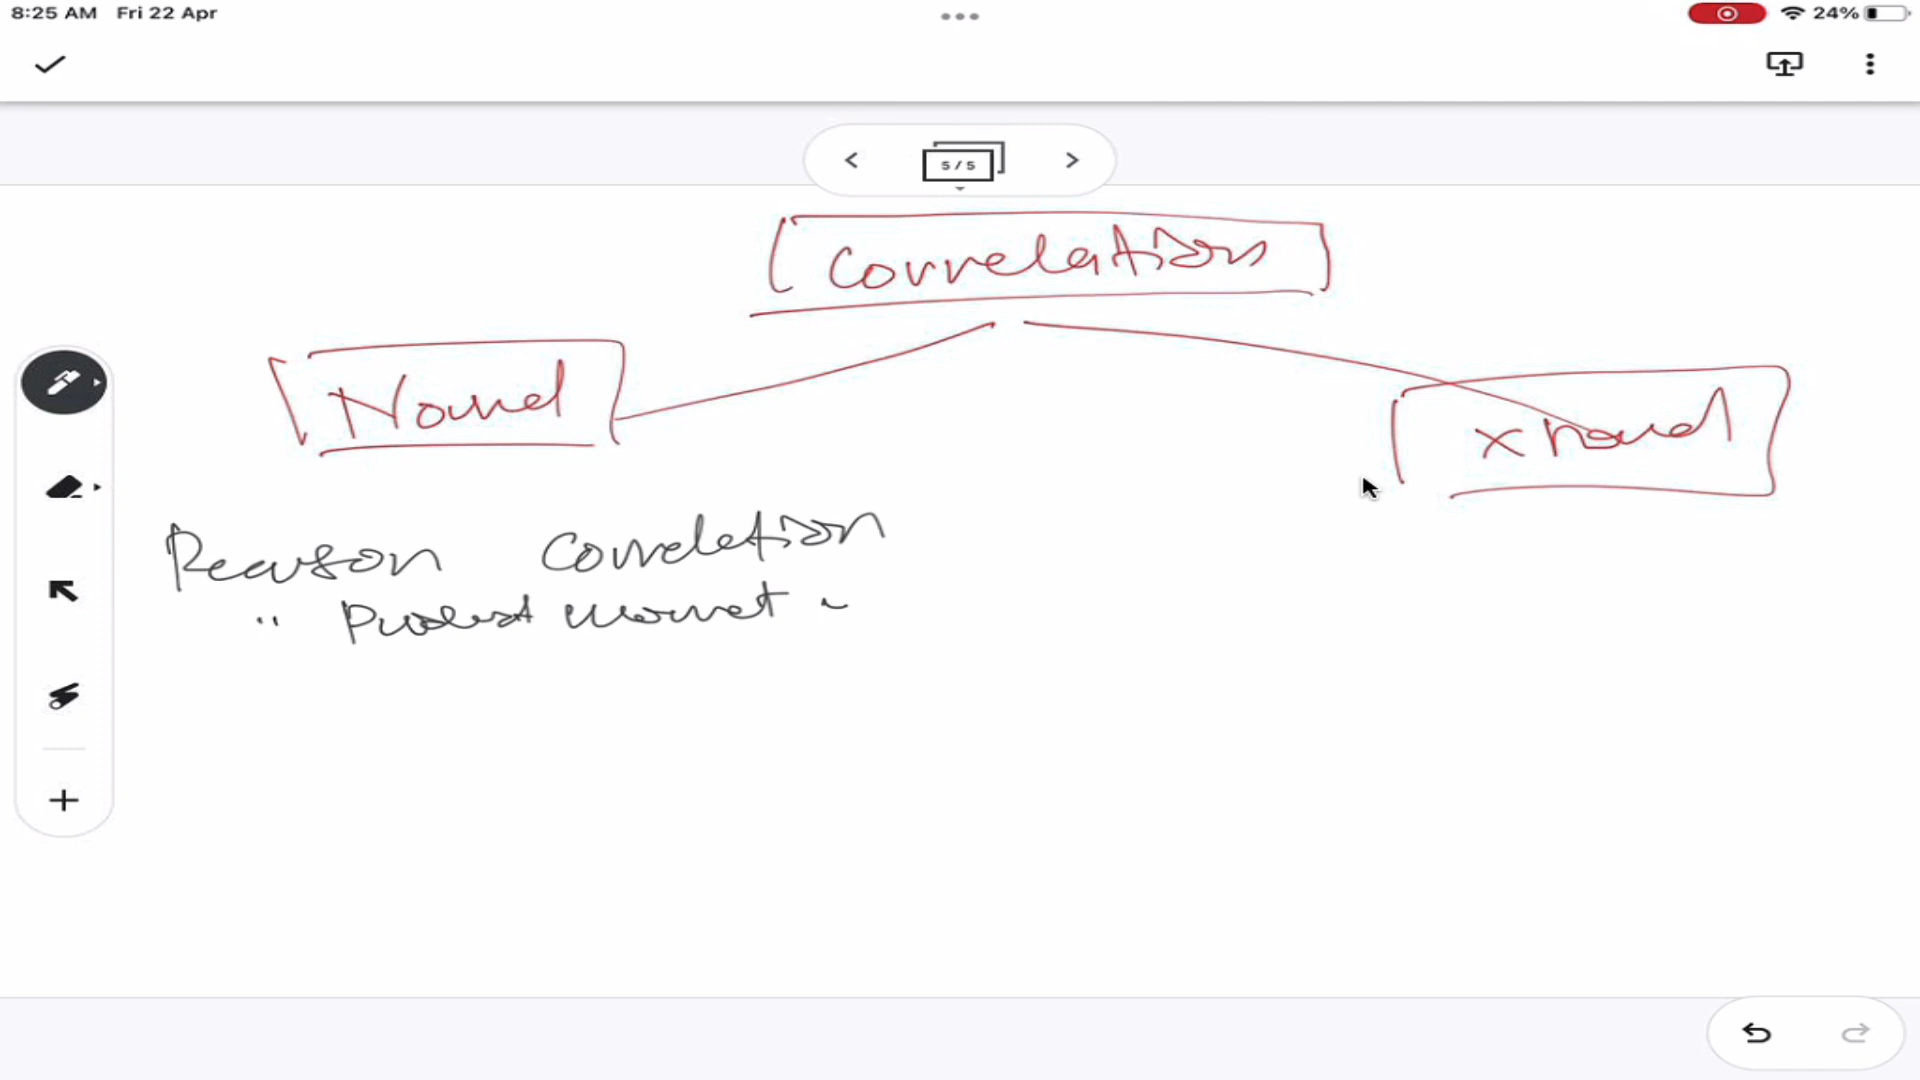 8:25 AM Fri 22 Apr
24%
5/5
Correlation
Normal
x normal
Pearson Correlation
" Product moment "